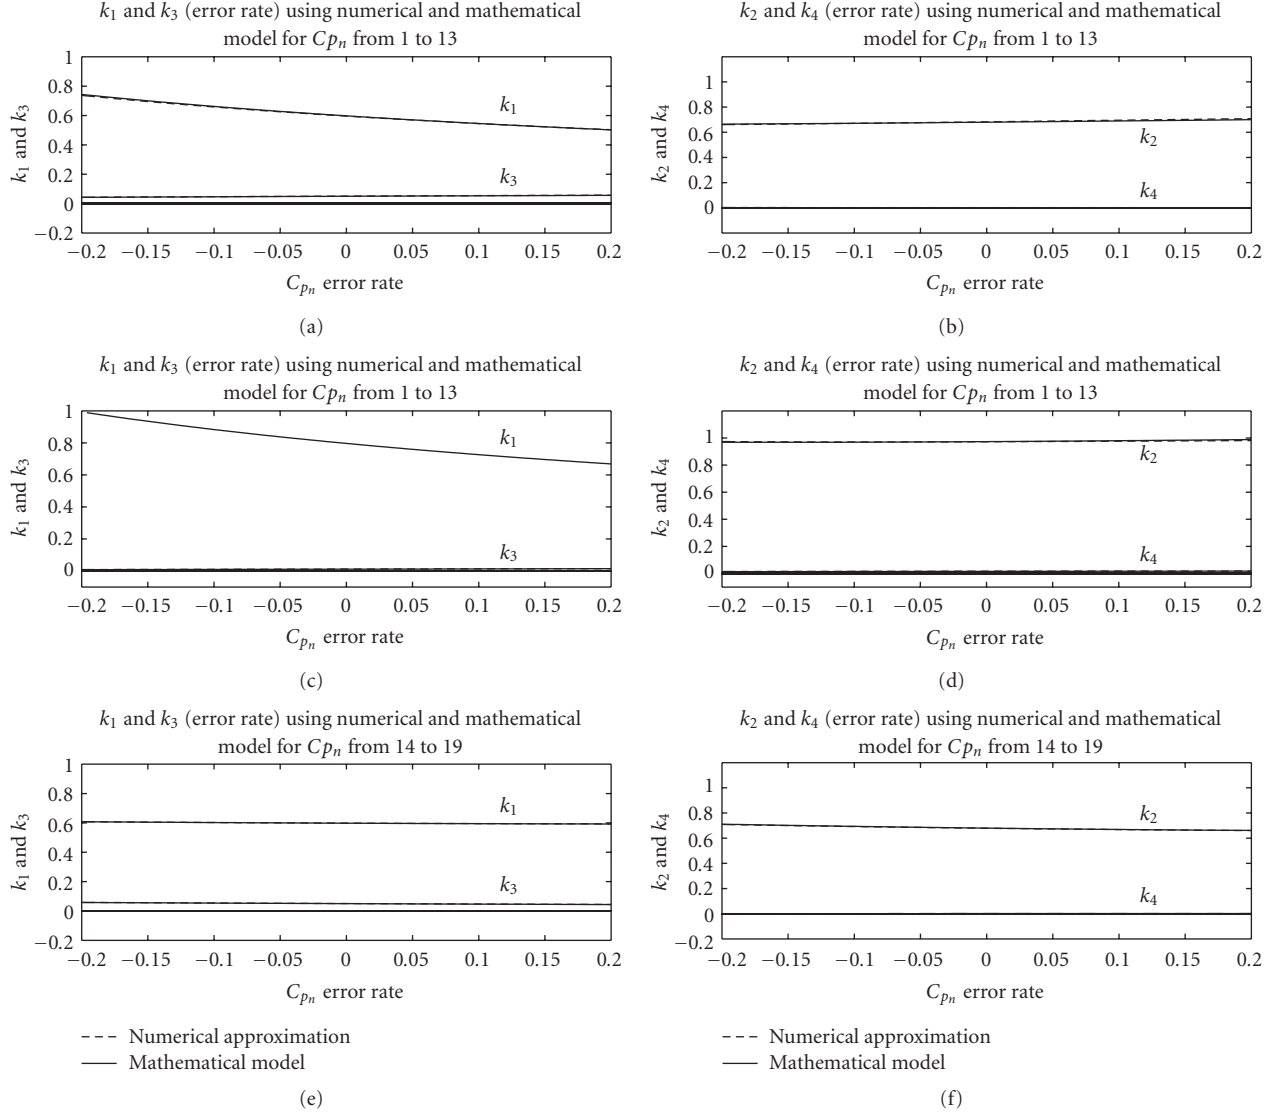 k₁ and k₃ (error rate) using numerical and mathematical
model for Cpₙ from 1 to 13
1
0.8
0.6
0.4
0.2
0
−0.2
k₁ and k₃
k₁
k₃
−0.2 −0.15 −0.1 −0.05 0 0.05 0.1 0.15 0.2
Cₚₙ error rate
(a)
k₂ and k₄ (error rate) using numerical and mathematical
model for Cpₙ from 1 to 13
1
0.8
0.6
0.4
0.2
0
−0.2
k₂ and k₄
k₂
k₄
−0.2 −0.15 −0.1 −0.05 0 0.05 0.1 0.15 0.2
Cₚₙ error rate
(b)
k₁ and k₃ (error rate) using numerical and mathematical
model for Cpₙ from 1 to 13
1
0.8
0.6
0.4
0.2
0
k₁ and k₃
k₁
k₃
−0.2 −0.15 −0.1 −0.05 0 0.05 0.1 0.15 0.2
Cₚₙ error rate
(c)
k₂ and k₄ (error rate) using numerical and mathematical
model for Cpₙ from 1 to 13
1
0.8
0.6
0.4
0.2
0
k₂ and k₄
k₂
k₄
−0.2 −0.15 −0.1 −0.05 0 0.05 0.1 0.15 0.2
Cₚₙ error rate
(d)
k₁ and k₃ (error rate) using numerical and mathematical
model for Cpₙ from 14 to 19
1
0.8
0.6
0.4
0.2
0
−0.2
k₁ and k₃
k₁
k₃
−0.2 −0.15 −0.1 −0.05 0 0.05 0.1 0.15 0.2
Cₚₙ error rate
Numerical approximation
Mathematical model
(e)
k₂ and k₄ (error rate) using numerical and mathematical
model for Cpₙ from 14 to 19
1
0.8
0.6
0.4
0.2
0
−0.2
k₂ and k₄
k₂
k₄
−0.2 −0.15 −0.1 −0.05 0 0.05 0.1 0.15 0.2
Cₚₙ error rate
Numerical approximation
Mathematical model
(f)